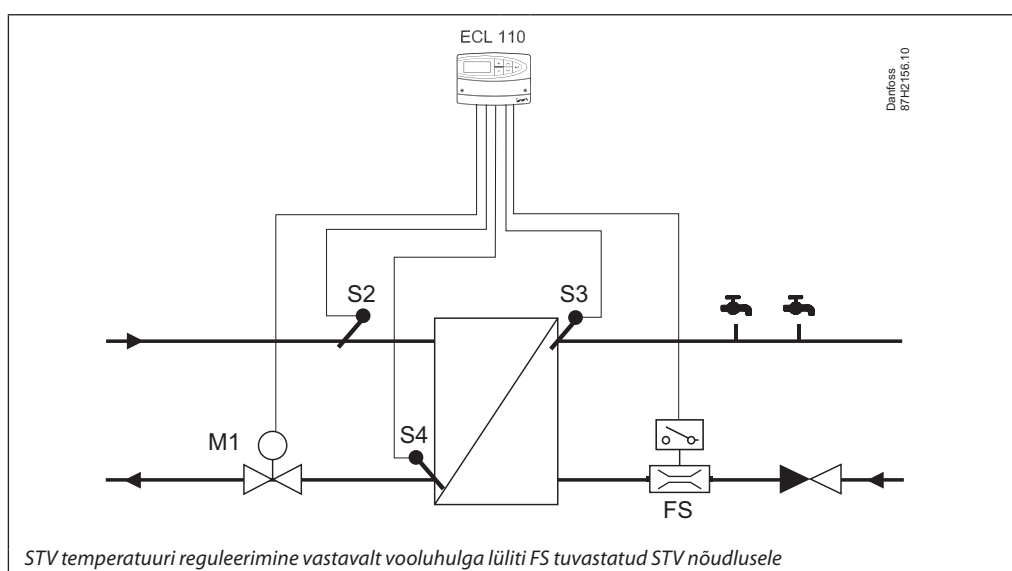 ECL 110
Danfoss
87H2156.10
S2
S3
M1
S4
FS
STV temperatuuri reguleerimine vastavalt vooluhulga lüliti FS tuvastatud STV nõudlusele